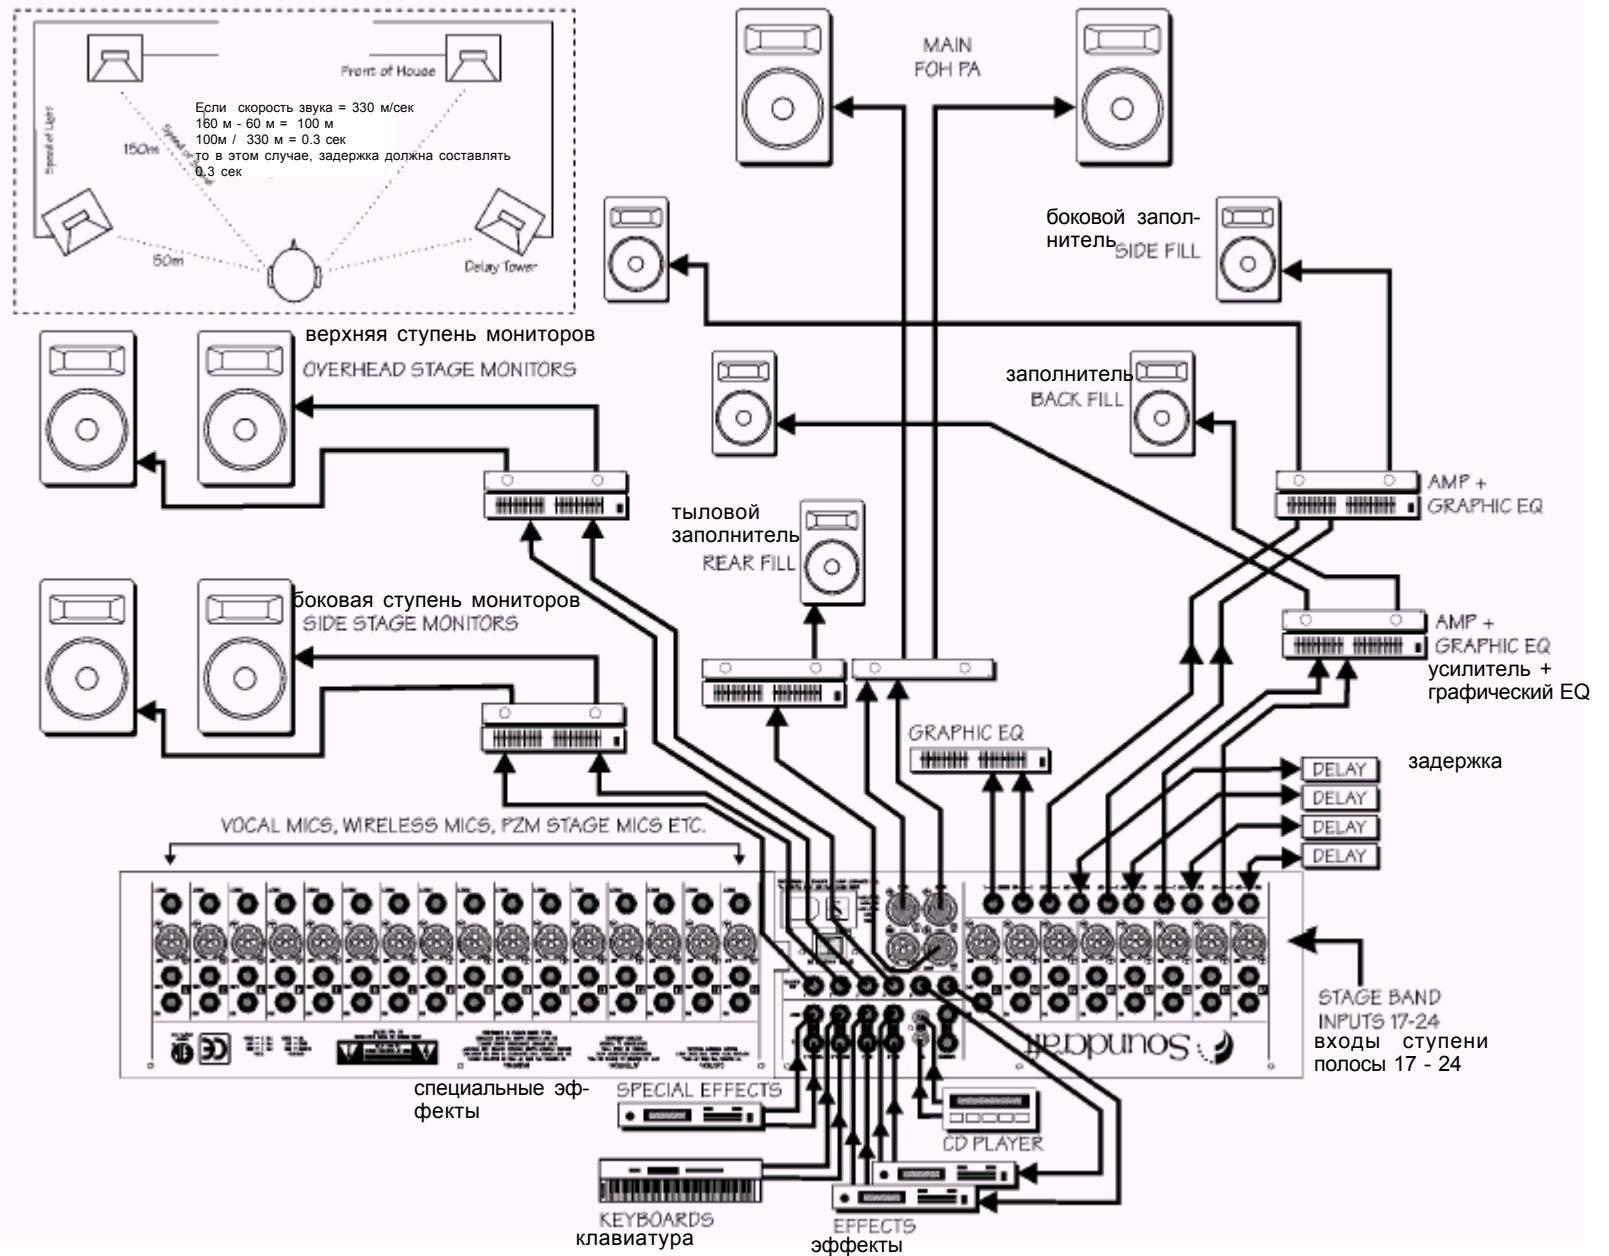 Front of House
Если скорость звука = 330 м/сек
160 м - 60 м = 100 м
100м / 330 м = 0.3 сек
то в этом случае, задержка должна составлять
0.3 сек
Speed of Light
150m
Speed of
50m
Delay Tower
MAIN
FOH PA
боковой запол-
нитель
SIDE FILL
верхняя ступень мониторов
OVERHEAD STAGE MONITORS
заполнитель
BACK FILL
AMP +
GRAPHIC EQ
тыловой
заполнитель
REAR FILL
боковая ступень мониторов
SIDE STAGE MONITORS
AMP +
GRAPHIC EQ
усилитель +
графический EQ
GRAPHIC EQ
задержка
DELAY
DELAY
DELAY
DELAY
VOCAL MICS, WIRELESS MICS, PZM STAGE MICS ETC.
STAGE BAND
INPUTS 17-24
входы ступени
полосы 17 - 24
Soundcraft
CE
специальные эф-
фекты
SPECIAL EFFECTS
CD PLAYER
KEYBOARDS
клавиатура
EFFECTS
эффекты